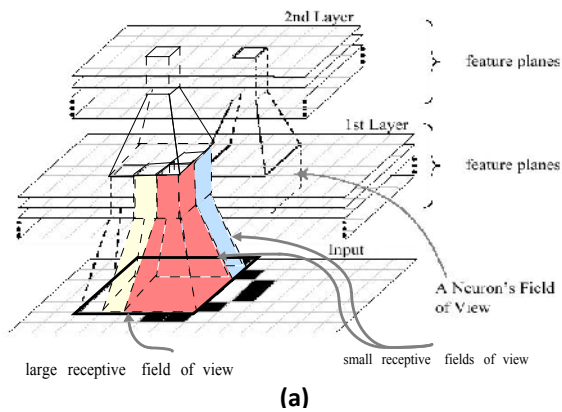 2nd Layer
feature planes
1st Layer
feature planes
Input
A Neuron's Field
of View
small receptive fields of view
large receptive field of view
(a)